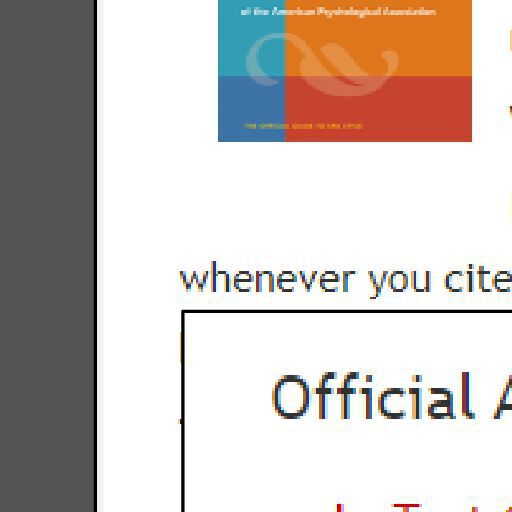 of the American Psychological Association
THE OFFICIAL GUIDE TO APA STYLE
whenever you cite
Official